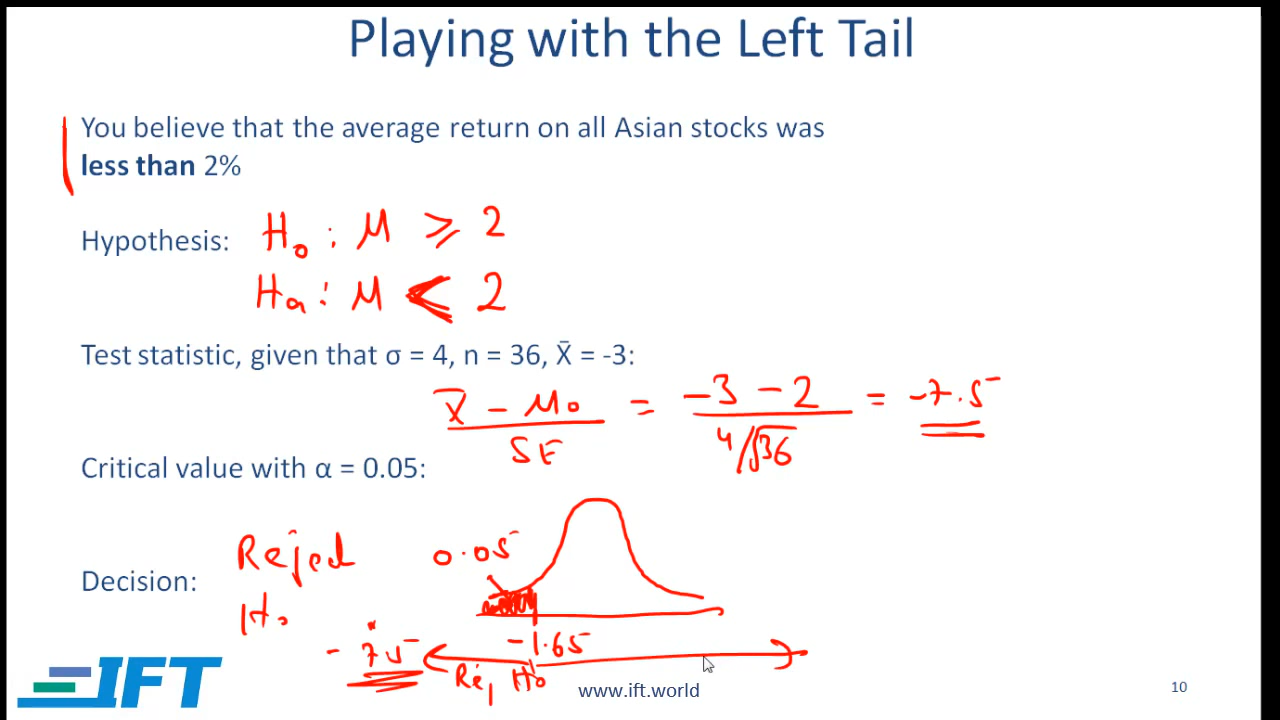 Playing with the Left Tail
You believe that the average return on all Asian stocks was
less than 2%
Hypothesis: H₀ : μ ≥ 2
Hₐ : μ < 2
Test statistic, given that σ = 4, n = 36, X̄ = -3:
X̄ - μ₀ / SE = -3 - 2 / 4/√36 = -7.5
Critical value with α = 0.05:
0.05
Decision: Reject
H₀
-7.5
-1.65
Rej H₀
IFT
www.ift.world
10